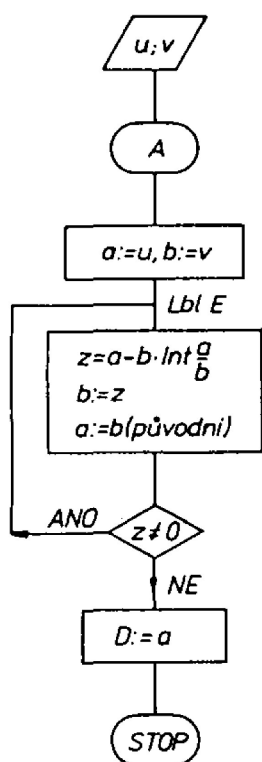 u; v
A
a:=u, b:=v
Lbl E
z=a-b·Int a/b
b:=z
a:=b(původní)
ANO
z≠0
NE
D:=a
STOP